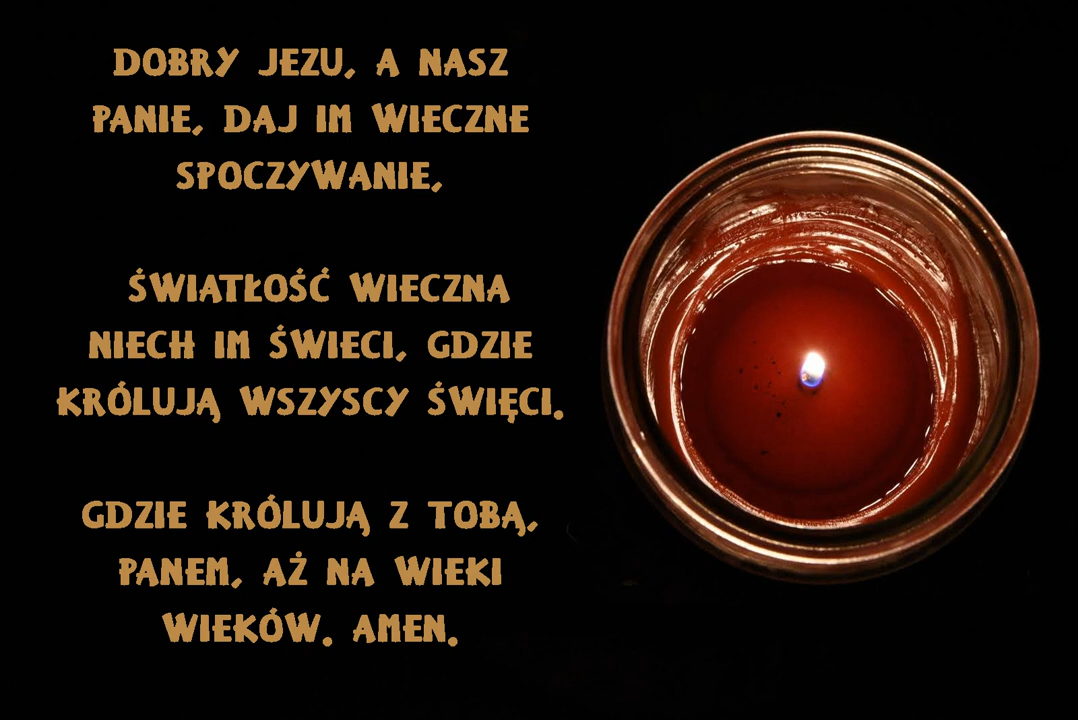 DOBRY JEZU, A NASZ
PANIE, DAJ IM WIECZNE
SPOCZYWANIE,
ŚWIATŁOŚĆ WIECZNA
NIECH IM ŚWIECI, GDZIE
KRÓLUJĄ WSZYSCY ŚWIĘCI.
GDZIE KRÓLUJĄ Z TOBĄ,
PANEM, AŻ NA WIEKI
WIEKÓW. AMEN.